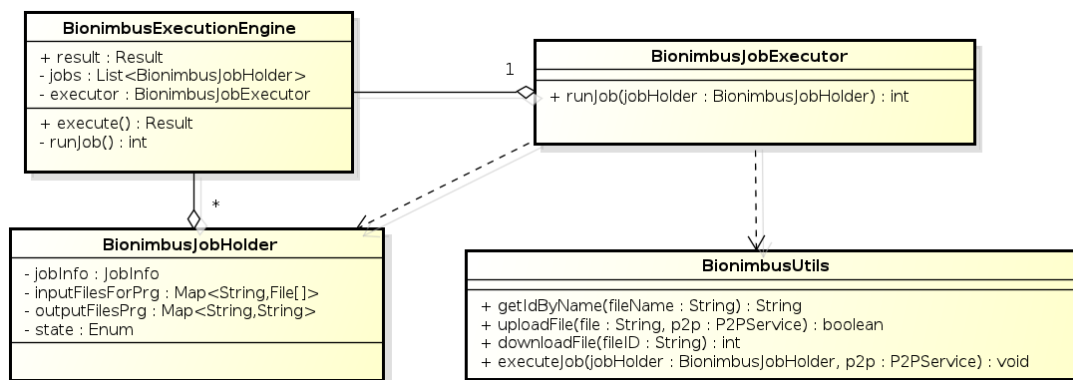 BionimbusExecutionEngine
+ result : Result
- jobs : List<BionimbusJobHolder>
- executor : BionimbusJobExecutor
+ execute() : Result
- runJob() : int
1
BionimbusJobExecutor
+ runJob(jobHolder : BionimbusJobHolder) : int
*
BionimbusJobHolder
- jobInfo : JobInfo
- inputFilesForPrg : Map<String,File[]>
- outputFilesPrg : Map<String,String>
- state : Enum
BionimbusUtils
+ getIdByName(fileName : String) : String
+ uploadFile(file : String, p2p : P2PService) : boolean
+ downloadFile(fileID : String) : int
+ executeJob(jobHolder : BionimbusJobHolder, p2p : P2PService) : void